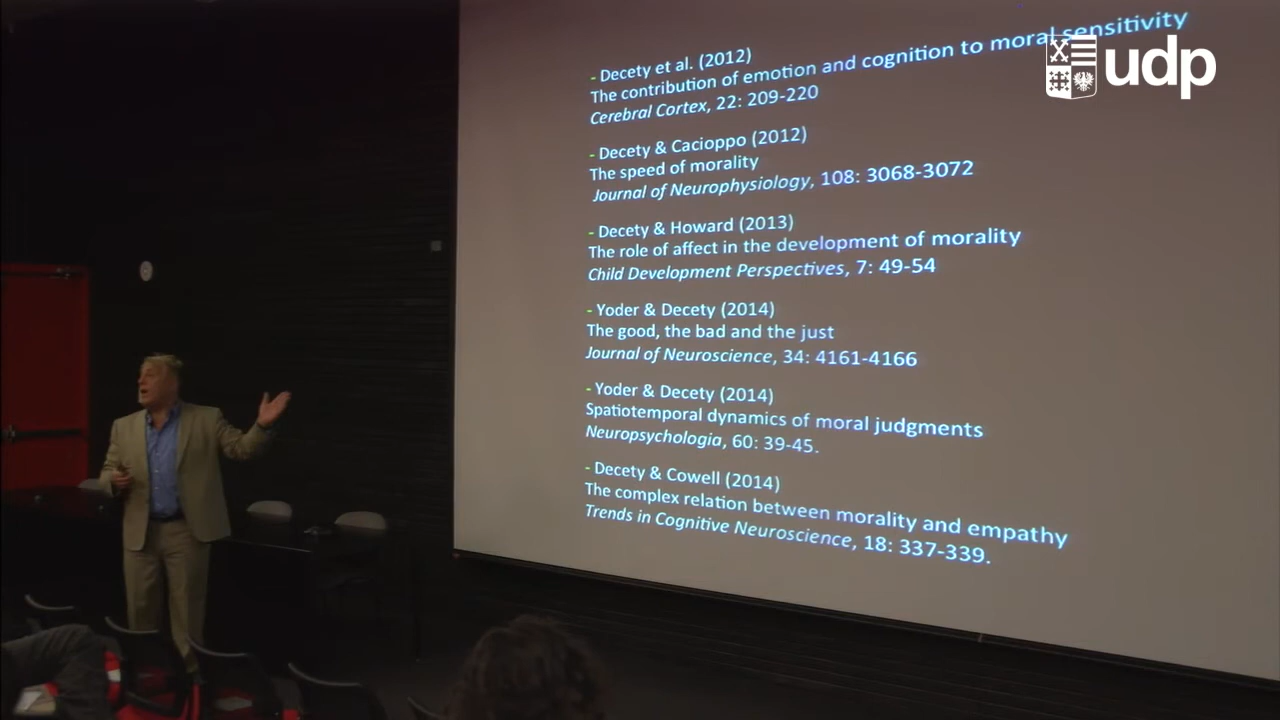 - Decety et al. (2012)
The contribution of emotion and cognition to moral sensitivity
Cerebral Cortex, 22: 209-220
- Decety & Cacioppo (2012)
The speed of morality
Journal of Neurophysiology, 108: 3068-3072
- Decety & Howard (2013)
The role of affect in the development of morality
Child Development Perspectives, 7: 49-54
- Yoder & Decety (2014)
The good, the bad and the just
Journal of Neuroscience, 34: 4161-4166
- Yoder & Decety (2014)
Spatiotemporal dynamics of moral judgments
Neuropsychologia, 60: 39-45.
- Decety & Cowell (2014)
The complex relation between morality and empathy
Trends in Cognitive Neuroscience, 18: 337-339.
udp